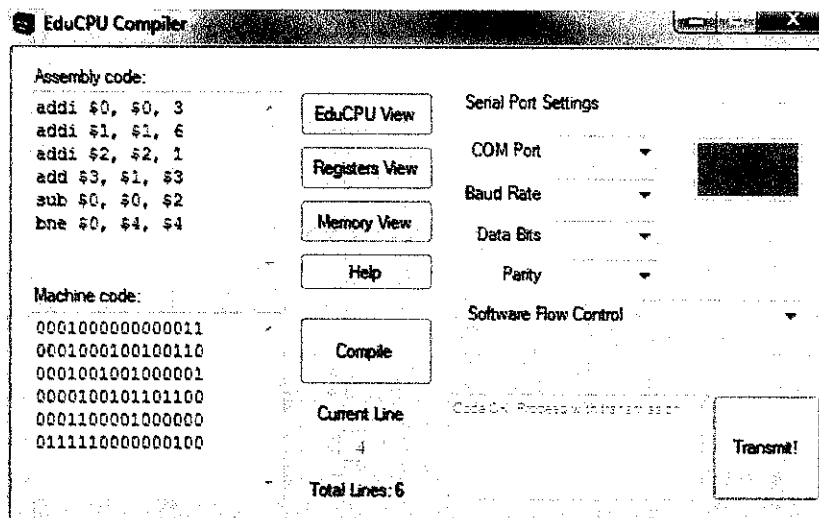 EduCPU Compiler
Assembly code:
addi $0, $0, 3
addi $1, $1, 6
addi $2, $2, 1
add $3, $1, $3
sub $0, $0, $2
bne $0, $4, $4
Machine code:
0001000000000011
0001000100100110
0001001001000001
0000100101101100
0001100001000000
0111110000000100
EduCPU View
Registers View
Memory View
Help
Compile
Current Line
4
Total Lines: 6
Serial Port Settings
COM Port
Baud Rate
Data Bits
Parity
Software Flow Control
Transmit!